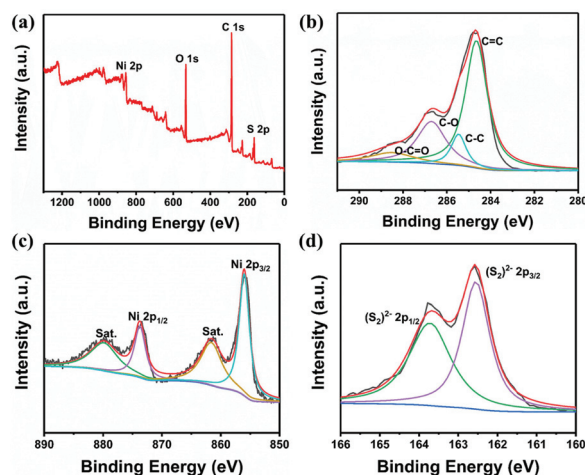 (a)
C 1s
O 1s
Ni 2p
S 2p
Intensity (a.u.)
1200 1000 800 600 400 200 0
Binding Energy (eV)
(b)
C=C
C-O
C-C
O-C=O
Intensity (a.u.)
290 288 286 284 282 280
Binding Energy (eV)
(c)
Ni 2p3/2
Ni 2p1/2
Sat.
Sat.
Intensity (a.u.)
890 880 870 860 850
Binding Energy (eV)
(d)
(S2)2- 2p3/2
(S2)2- 2p1/2
Intensity (a.u.)
166 165 164 163 162 161 160
Binding Energy (eV)